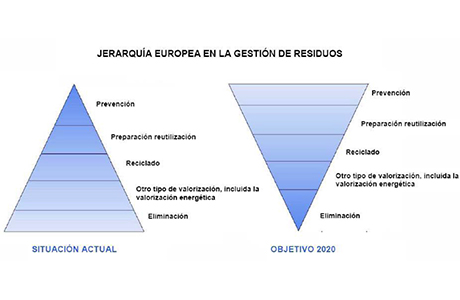 JERARQUÍA EUROPEA EN LA GESTIÓN DE RESIDUOS
Prevención
Preparación reutilización
Reciclado
Otro tipo de valorización, incluida la
valorización energética
Eliminación
SITUACIÓN ACTUAL
Prevención
Preparación reutilización
Reciclado
Otro tipo de valorización, incluida la
valorización energética
Eliminación
OBJETIVO 2020